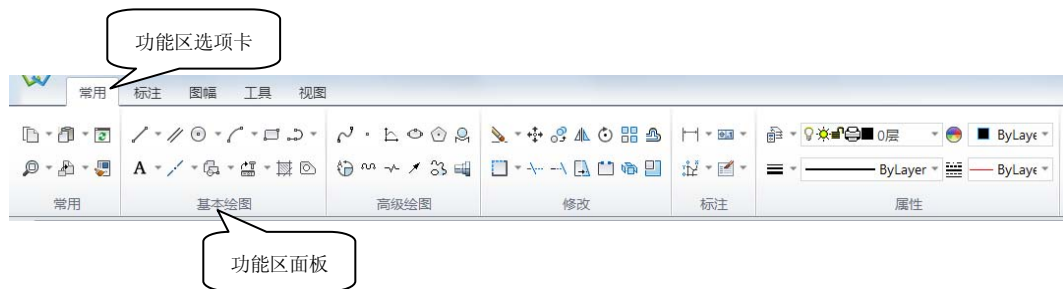 功能区选项卡
常用 标注 图幅 工具 视图
0层 ByLaye
A ByLayer ByLaye
常用 基本绘图 高级绘图 修改 标注 属性
功能区面板